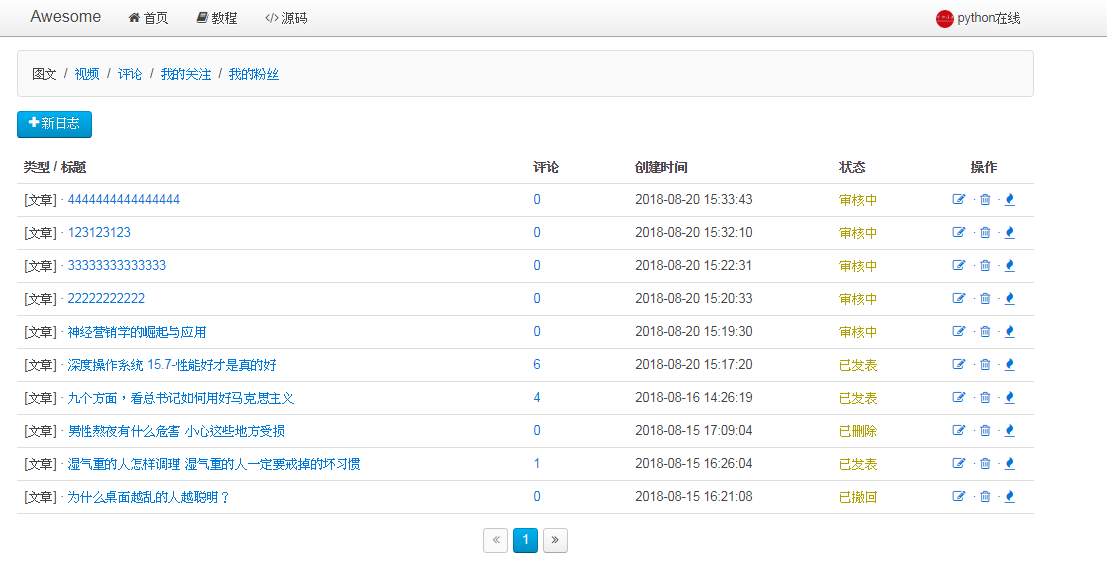 Awesome 首页 教程 </> 源码 python在线
图文 / 视频 / 评论 / 我的关注 / 我的粉丝
新日志
类型 / 标题 评论 创建时间 状态 操作
[文章] · 4444444444444444 0 2018-08-20 15:33:43 审核中 · ·
[文章] · 123123123 0 2018-08-20 15:32:10 审核中 · ·
[文章] · 33333333333333 0 2018-08-20 15:22:31 审核中 · ·
[文章] · 22222222222 0 2018-08-20 15:20:33 审核中 · ·
[文章] · 神经营销学的崛起与应用 0 2018-08-20 15:19:30 审核中 · ·
[文章] · 深度操作系统 15.7-性能好才是真的好 6 2018-08-20 15:17:20 已发表 · ·
[文章] · 九个方面，看总书记如何用好马克思主义 4 2018-08-16 14:26:19 已发表 · ·
[文章] · 男性熬夜有什么危害 小心这些地方受损 0 2018-08-15 17:09:04 已删除 · ·
[文章] · 湿气重的人怎样调理 湿气重的人一定要戒掉的坏习惯 1 2018-08-15 16:26:04 已发表 · ·
[文章] · 为什么桌面越乱的人越聪明？ 0 2018-08-15 16:21:08 已撤回 · ·
« 1 »